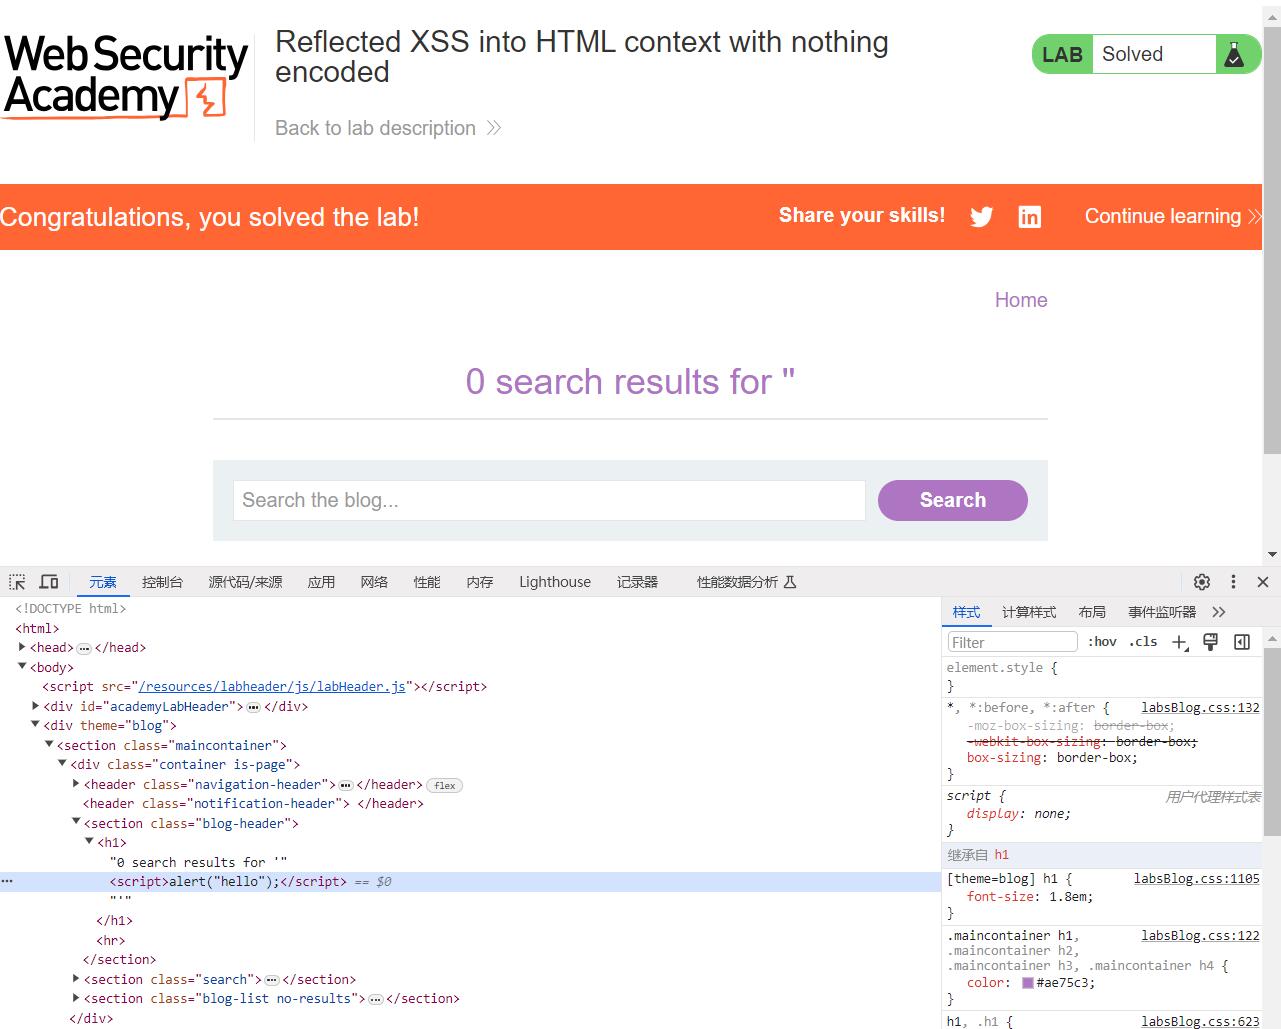 Web Security
Academy
Reflected XSS into HTML context with nothing
encoded
Back to lab description
LAB Solved
Congratulations, you solved the lab!
Share your skills!
Continue learning
Home
0 search results for ''
Search the blog...
Search
元素 控制台 源代码/来源 应用 网络 性能 内存 Lighthouse 记录器 性能数据分析
<!DOCTYPE html>
<html>
<head>…</head>
<body>
<script src="/resources/labheader/js/labHeader.js"></script>
<div id="academyLabHeader">…</div>
<div theme="blog">
<section class="maincontainer">
<div class="container is-page">
<header class="navigation-header">…</header> flex
<header class="notification-header"> </header>
<section class="blog-header">
<h1>
"0 search results for '"
<script>alert("hello");</script> == $0
"'"
</h1>
<hr>
</section>
<section class="search">…</section>
<section class="blog-list no-results">…</section>
</div>
样式 计算样式 布局 事件监听器
Filter :hov .cls
element.style {
}
*, *:before, *:after { labsBlog.css:132
-moz-box-sizing: border-box;
-webkit-box-sizing: border-box;
box-sizing: border-box;
}
script { 用户代理样式表
display: none;
}
继承自 h1
[theme=blog] h1 { labsBlog.css:1105
font-size: 1.8em;
}
.maincontainer h1, labsBlog.css:122
.maincontainer h2,
.maincontainer h3, .maincontainer h4 {
color: #ae75c3;
}
h1, .h1 { labsBlog.css:623